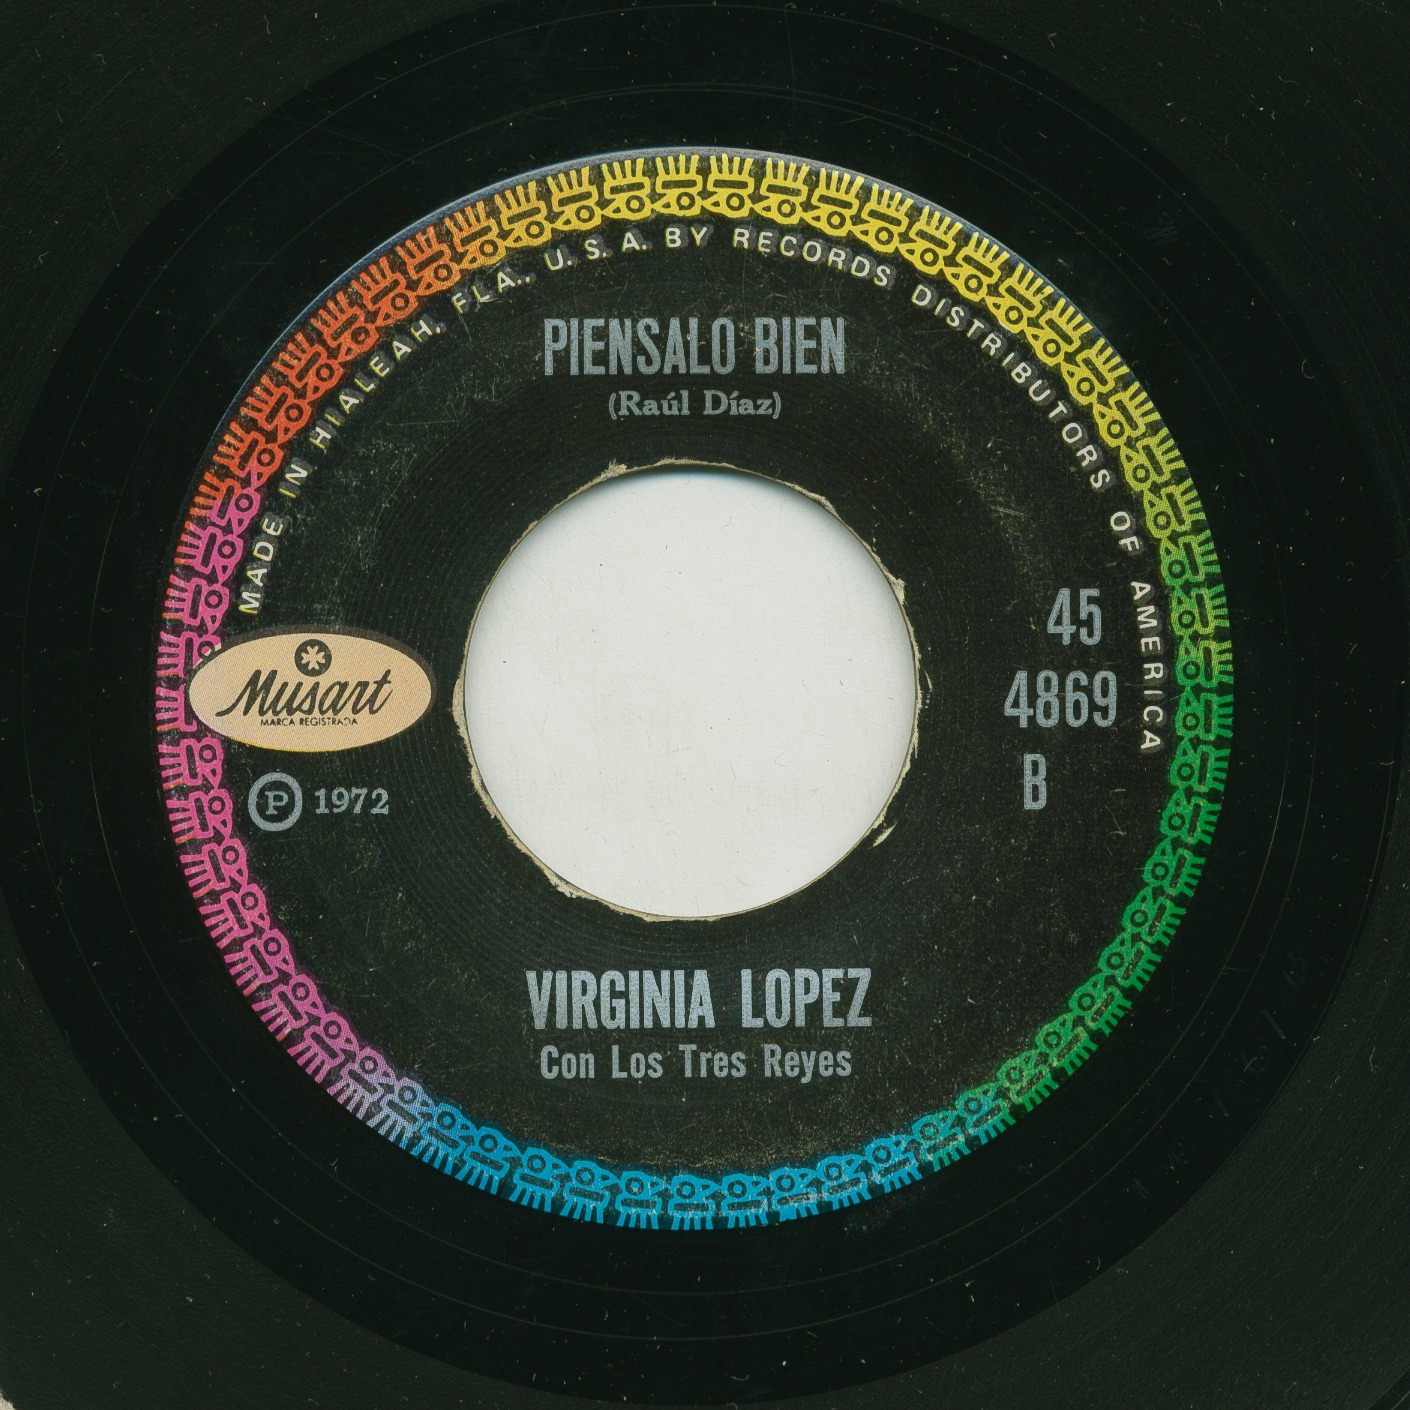 MADE IN HIALEAH, FLA., U.S.A. BY RECORDS DISTRIBUTORS OF AMERICA
PIENSALO BIEN
(Raúl Díaz)
45
4869
B
Musart
MARCA REGISTRADA
Ⓟ 1972
VIRGINIA LOPEZ
Con Los Tres Reyes